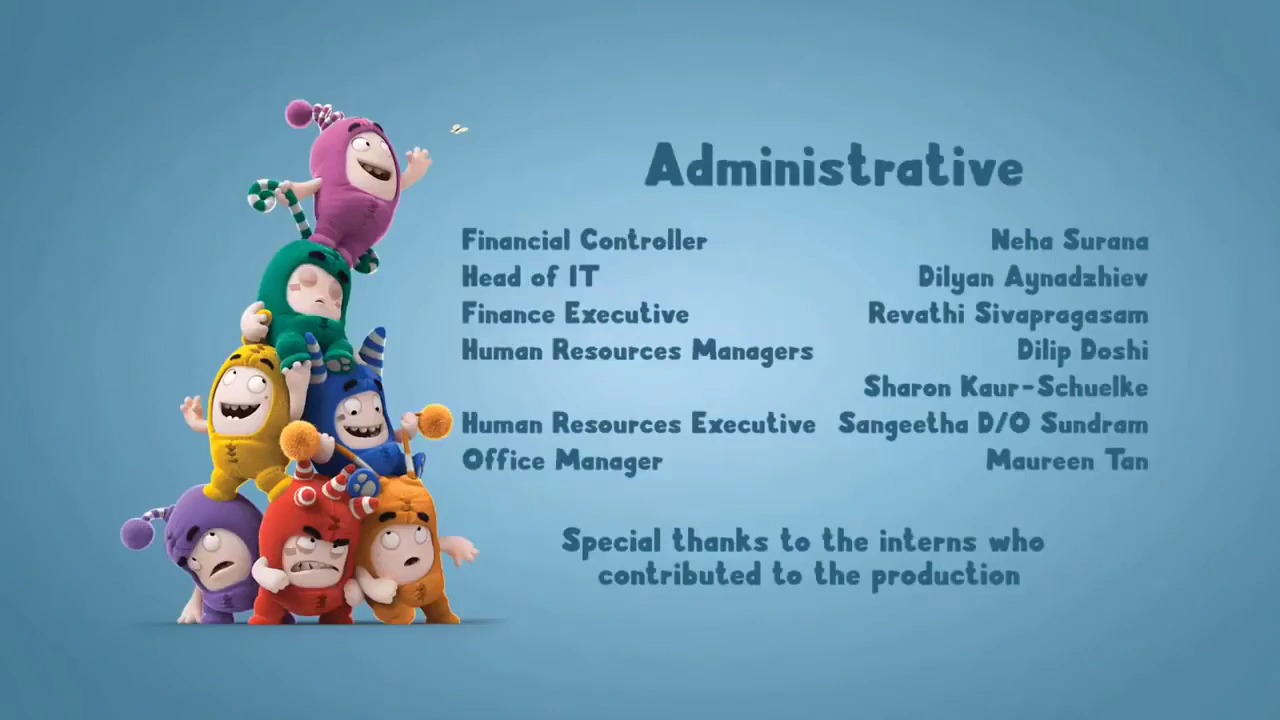 Administrative
Financial Controller Neha Surana
Head of IT Dilyan Aynadzhiev
Finance Executive Revathi Sivapragasam
Human Resources Managers Dilip Doshi
Sharon Kaur-Schuelke
Human Resources Executive Sangeetha D/O Sundram
Office Manager Maureen Tan
Special thanks to the interns who
contributed to the production